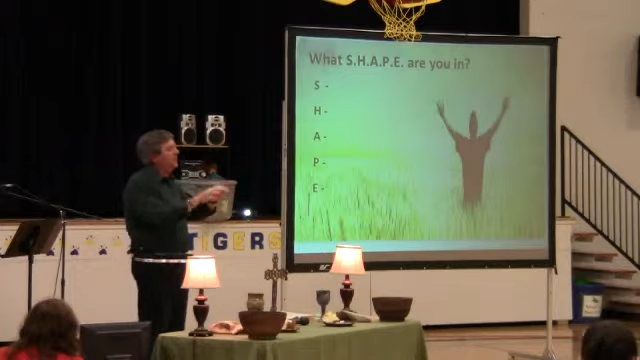 What S.H.A.P.E. are you in?
S -
H -
A -
P -
E -
TIGERS